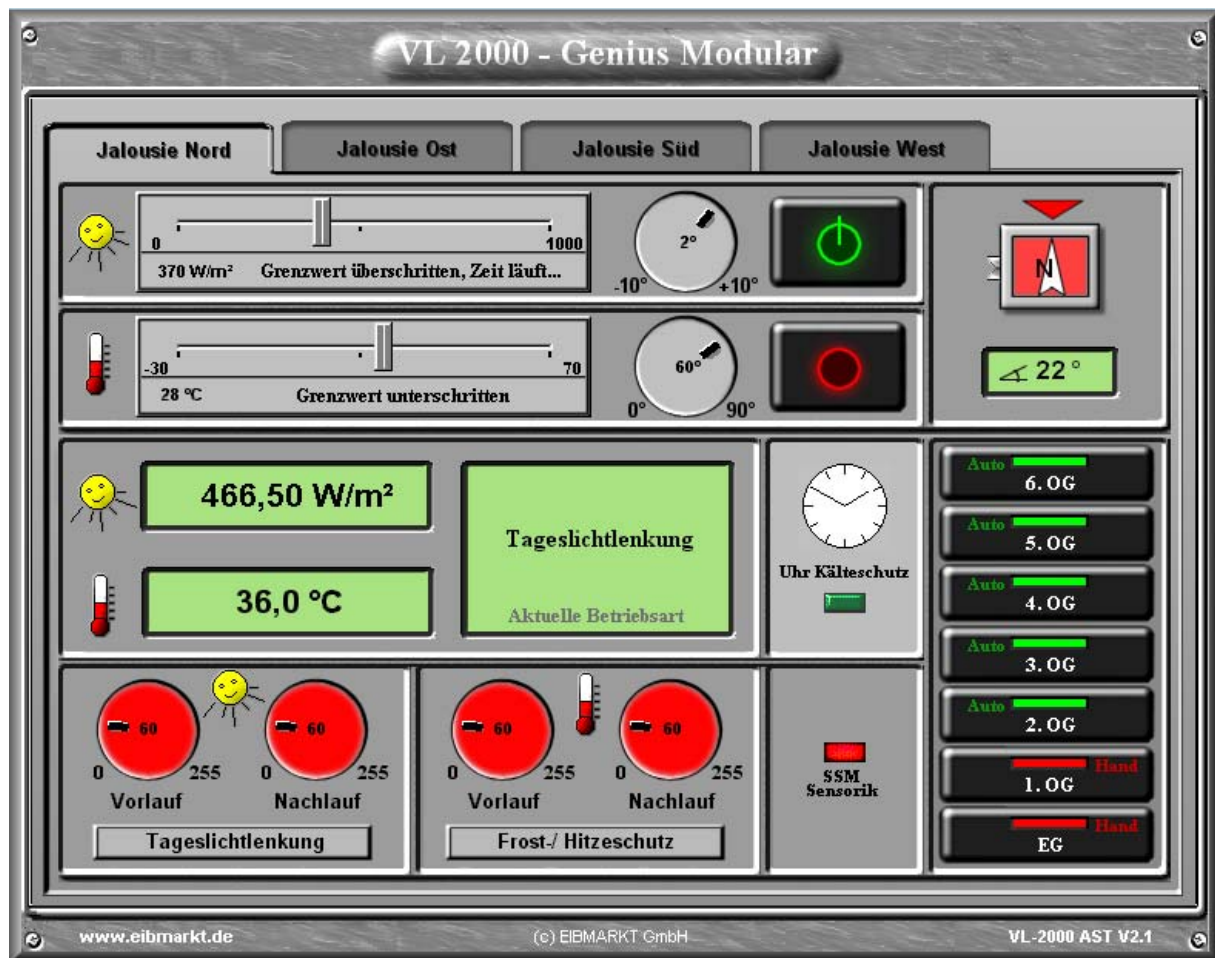 VL 2000 - Genius Modular
Jalousie Nord
Jalousie Ost
Jalousie Süd
Jalousie West
0
1000
370 W/m²
Grenzwert überschritten, Zeit läuft...
2°
-10°
+10°
N
-30
70
28 °C
Grenzwert unterschritten
60°
0°
90°
22°
466,50 W/m²
36,0 °C
Tageslichtlenkung
Aktuelle Betriebsart
Uhr Kälteschutz
Auto
6. OG
Auto
5. OG
Auto
4. OG
Auto
3. OG
Auto
2. OG
Hand
1. OG
Hand
EG
60
0
255
Vorlauf
60
0
255
Nachlauf
Tageslichtlenkung
60
0
255
Vorlauf
60
0
255
Nachlauf
Frost-/ Hitzeschutz
SSM
Sensorik
www.eibmarkt.de
(c) EIBMARKT GmbH
VL-2000 AST V2.1